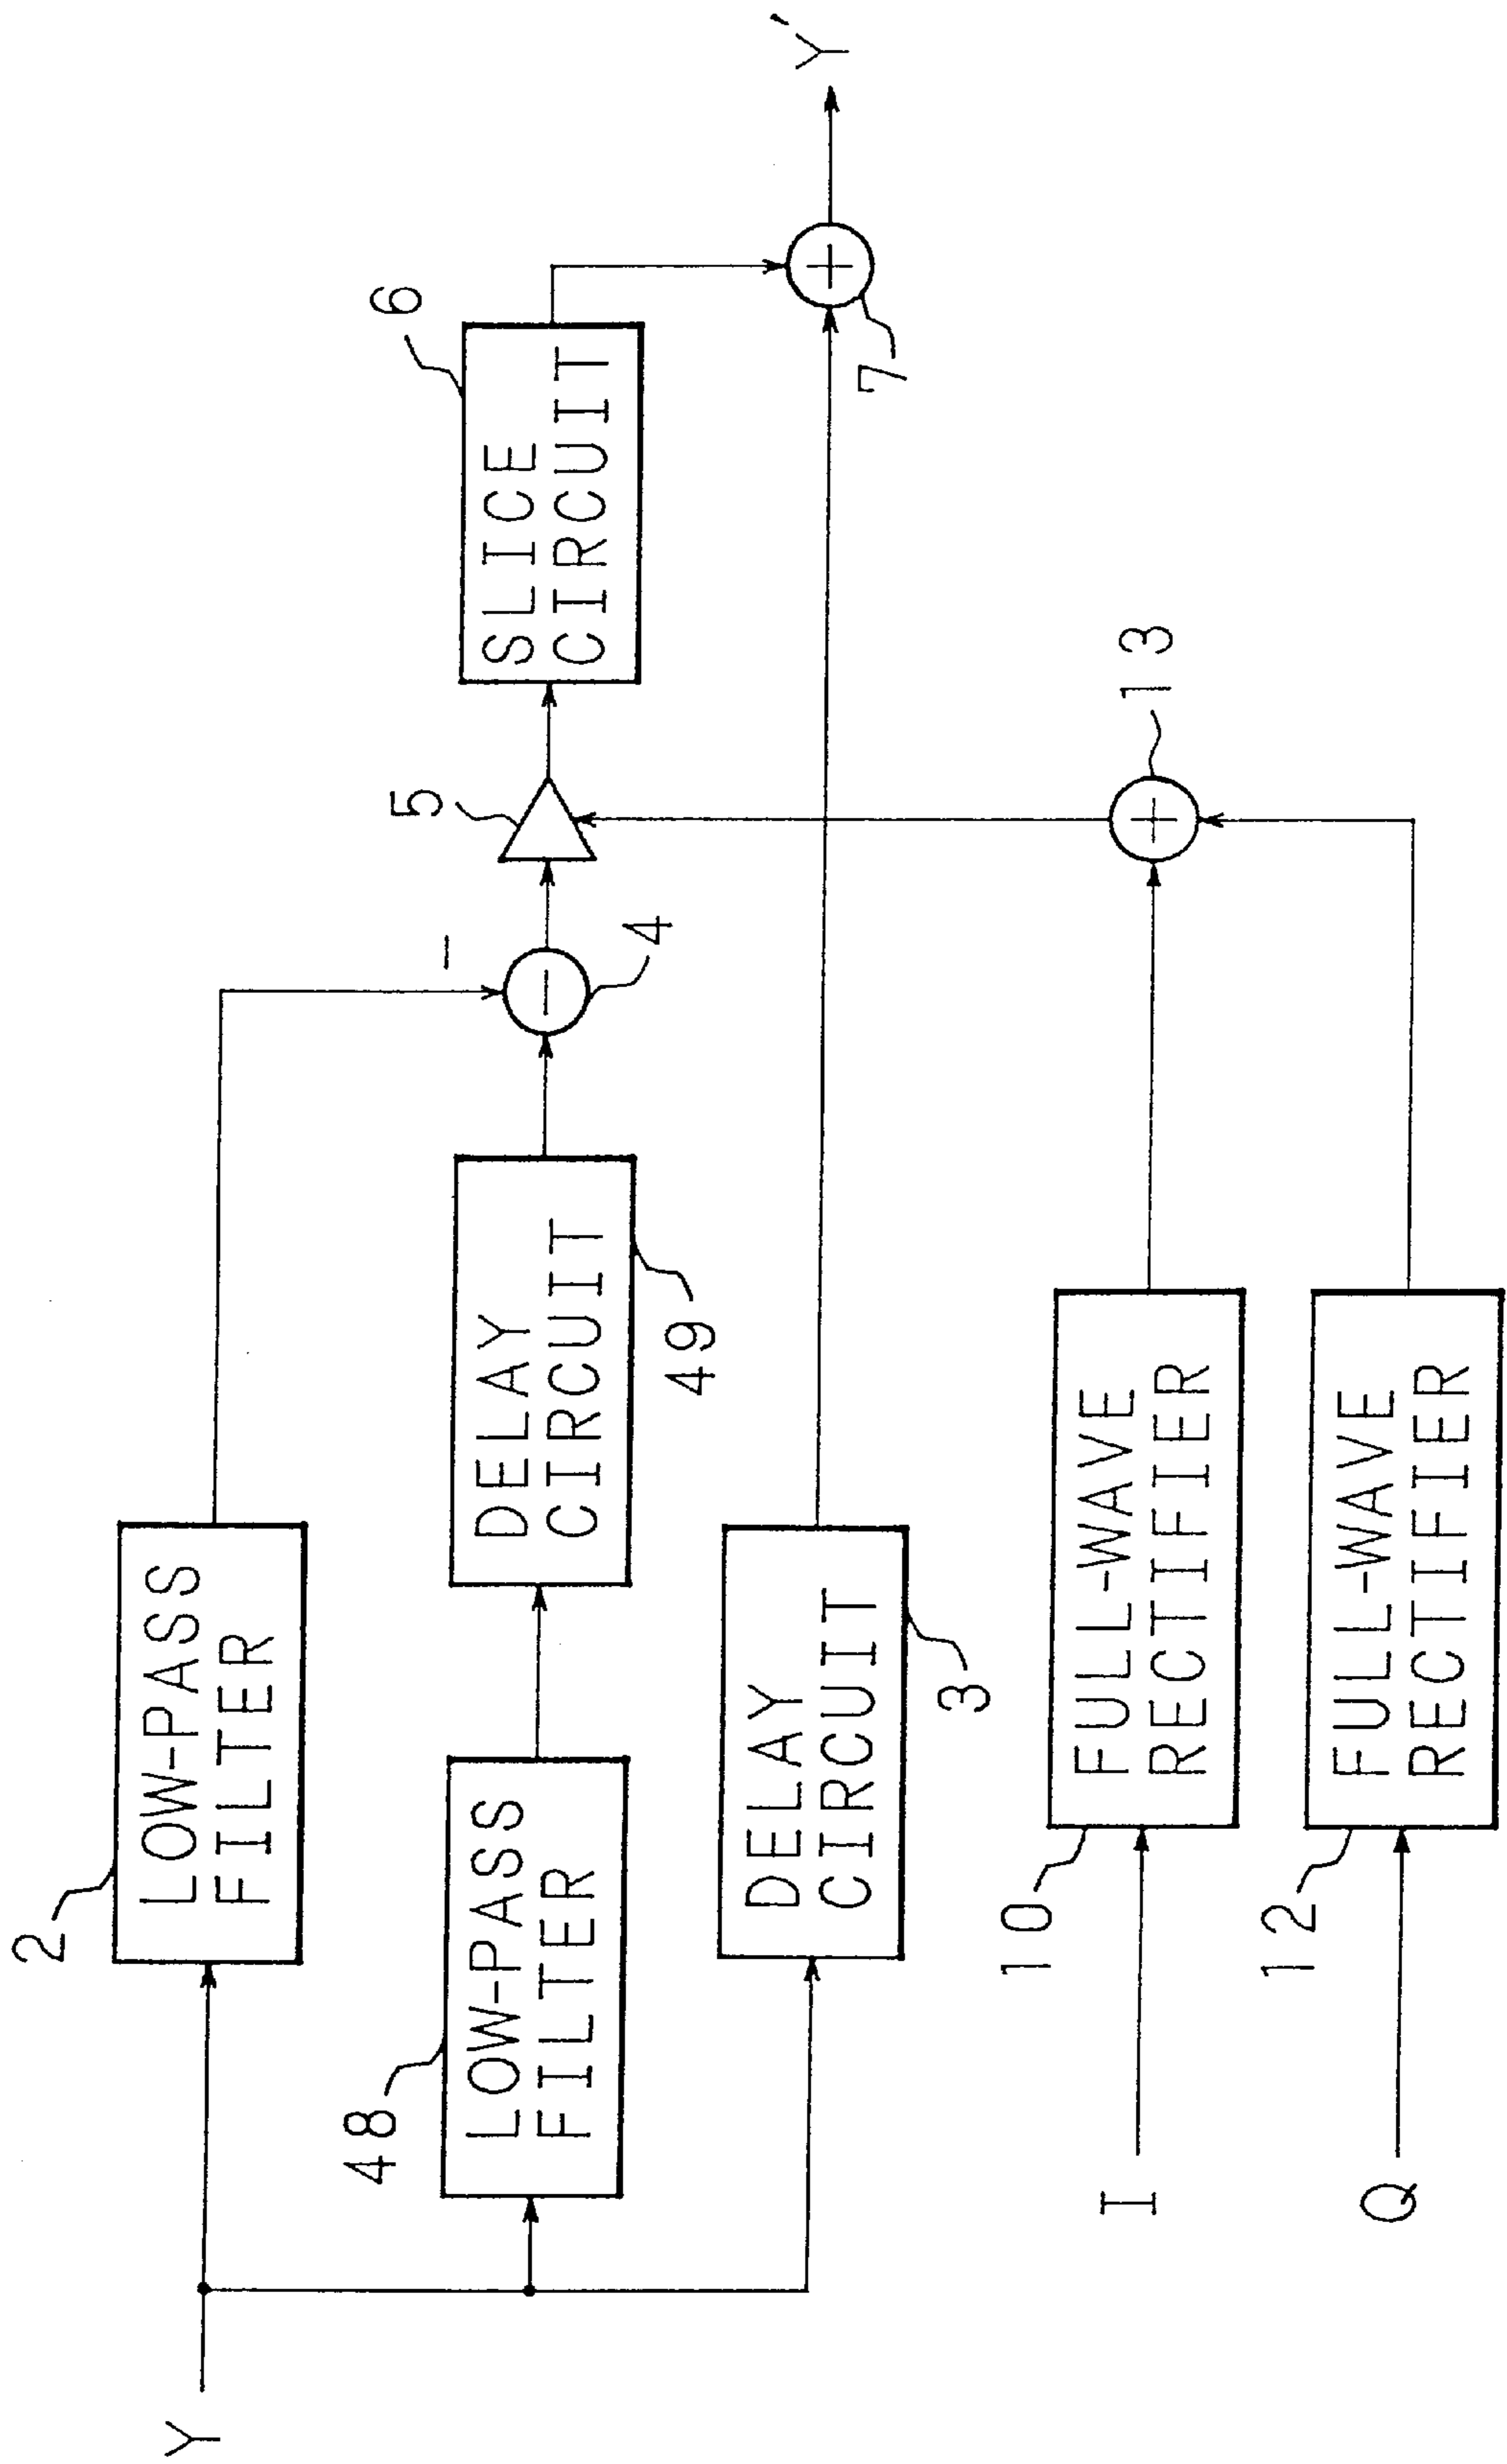 2
LOW-PASS
FILTER
Y
48
LOW-PASS
FILTER
DELAY
CIRCUIT
49
-
-
4
5
6
SLICE
CIRCUIT
DELAY
CIRCUIT
3
+
7
Y'
I
10
FULL-WAVE
RECTIFIER
+
13
Q
12
FULL-WAVE
RECTIFIER